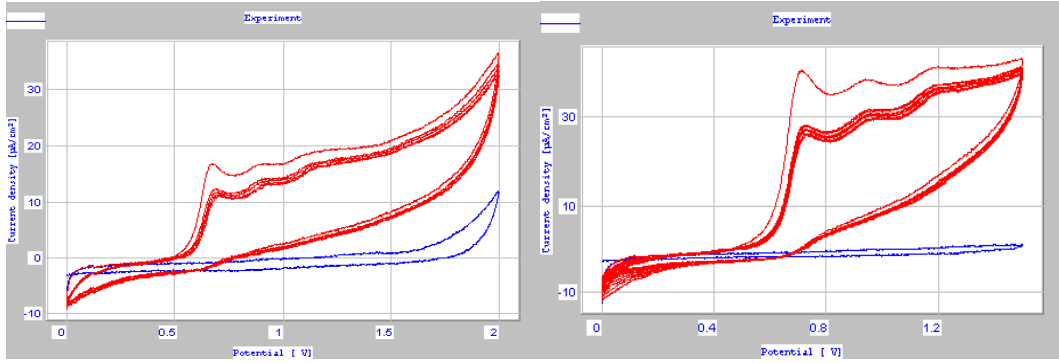 Experiment
Current density [µA/cm²]
30
20
10
0
-10
0
0.5
1
1.5
2
Potential [ V]
Experiment
Current density [µA/cm²]
30
10
-10
0
0.4
0.8
1.2
Potential [ V]